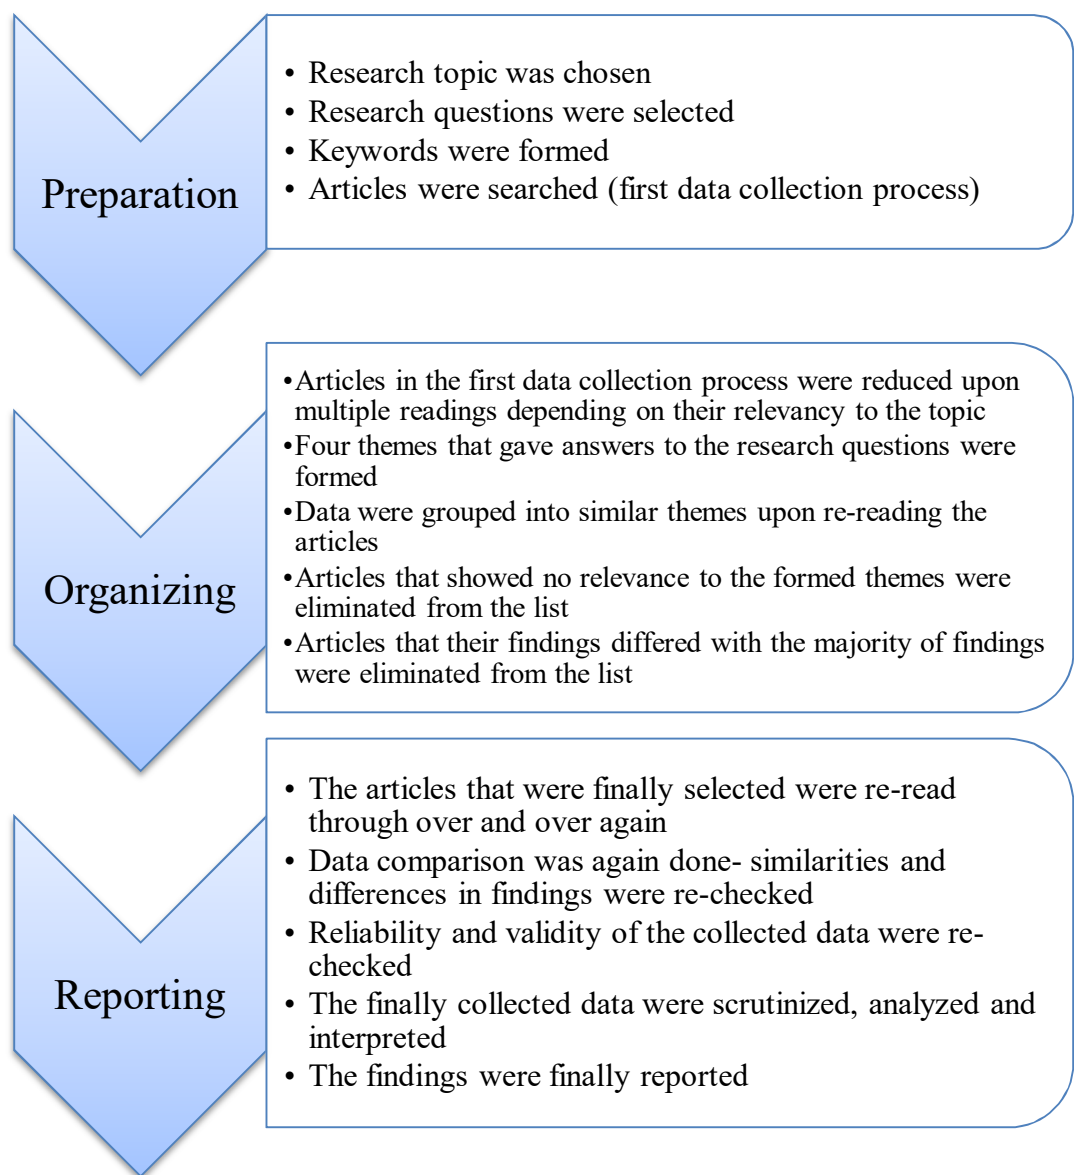 Preparation
• Research topic was chosen
• Research questions were selected
• Keywords were formed
• Articles were searched (first data collection process)
Organizing
•Articles in the first data collection process were reduced upon
multiple readings depending on their relevancy to the topic
•Four themes that gave answers to the research questions were
formed
•Data were grouped into similar themes upon re-reading the
articles
•Articles that showed no relevance to the formed themes were
eliminated from the list
•Articles that their findings differed with the majority of findings
were eliminated from the list
Reporting
• The articles that were finally selected were re-read
through over and over again
• Data comparison was again done- similarities and
differences in findings were re-checked
• Reliability and validity of the collected data were re-
checked
• The finally collected data were scrutinized, analyzed and
interpreted
• The findings were finally reported